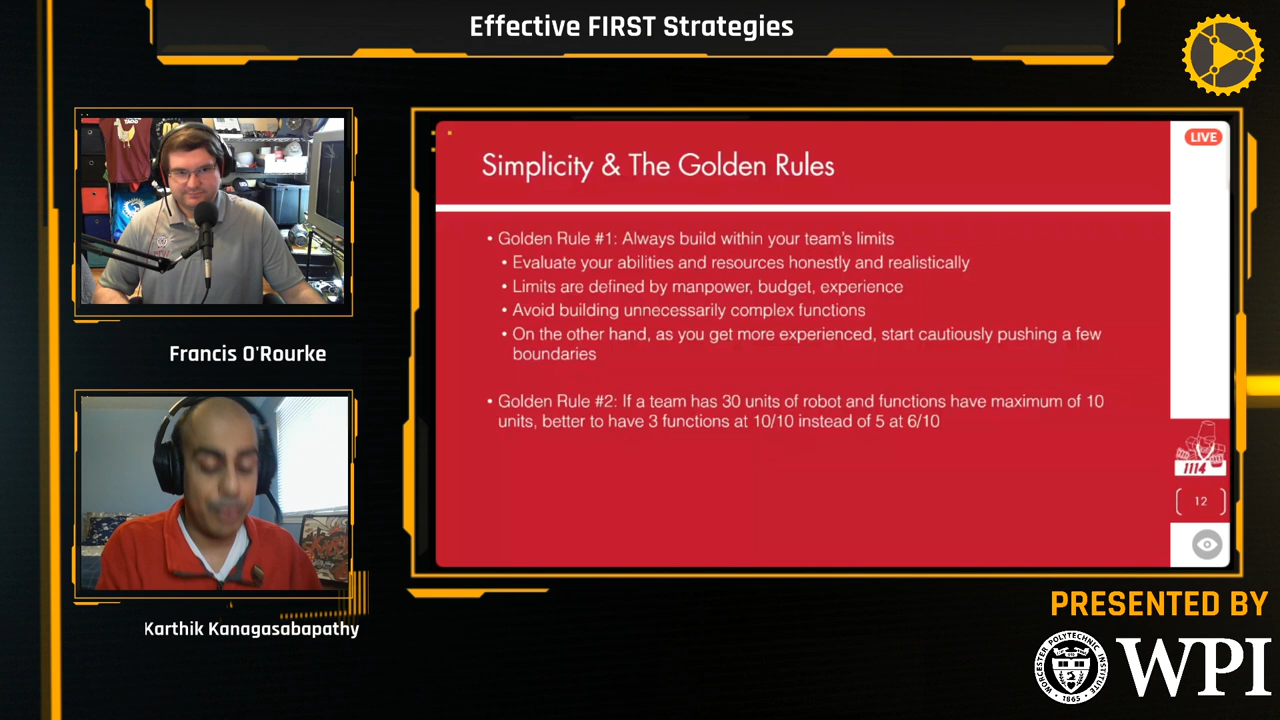 Effective FIRST Strategies
LIVE
Simplicity & The Golden Rules
• Golden Rule #1: Always build within your team's limits
• Evaluate your abilities and resources honestly and realistically
• Limits are defined by manpower, budget, experience
• Avoid building unnecessarily complex functions
• On the other hand, as you get more experienced, start cautiously pushing a few
boundaries
• Golden Rule #2: If a team has 30 units of robot and functions have maximum of 10
units, better to have 3 functions at 10/10 instead of 5 at 6/10
1114
12
Francis O'Rourke
Karthik Kanagasabapathy
PRESENTED BY
WORCESTER POLYTECHNIC INSTITUTE
1865
WPI